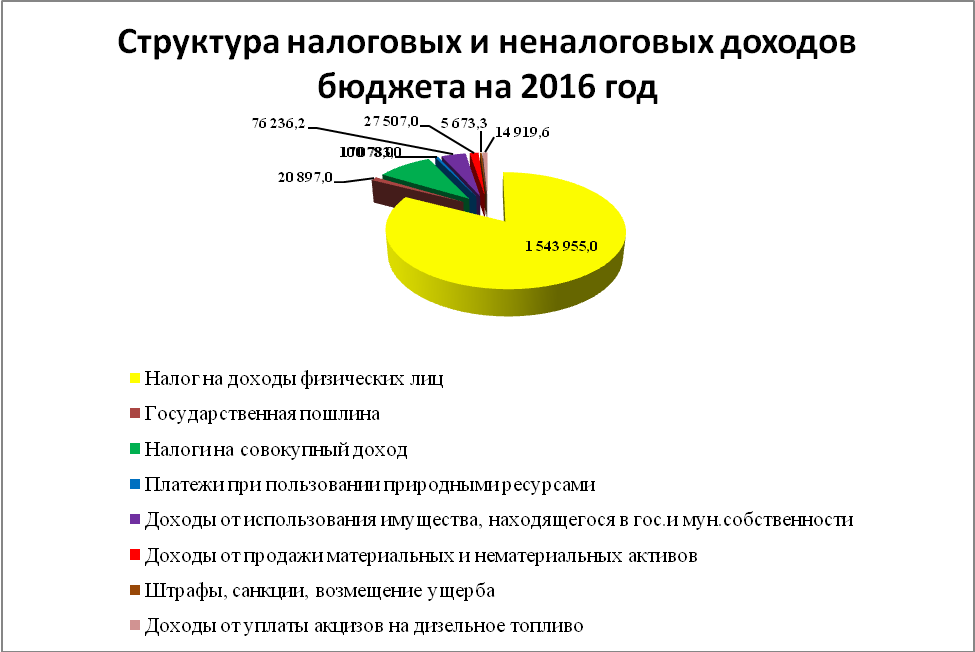 Структура налоговых и неналоговых доходов
бюджета на 2016 год
76 236,2
27 507,0
5 673,3
14 919,6
20 897,0
1 543 955,0
Налог на доходы физических лиц
Государственная пошлина
Налоги на совокупный доход
Платежи при пользовании природными ресурсами
Доходы от использования имущества, находящегося в гос.и мун.собственности
Доходы от продажи материальных и нематериальных активов
Штрафы, санкции, возмещение ущерба
Доходы от уплаты акцизов на дизельное топливо